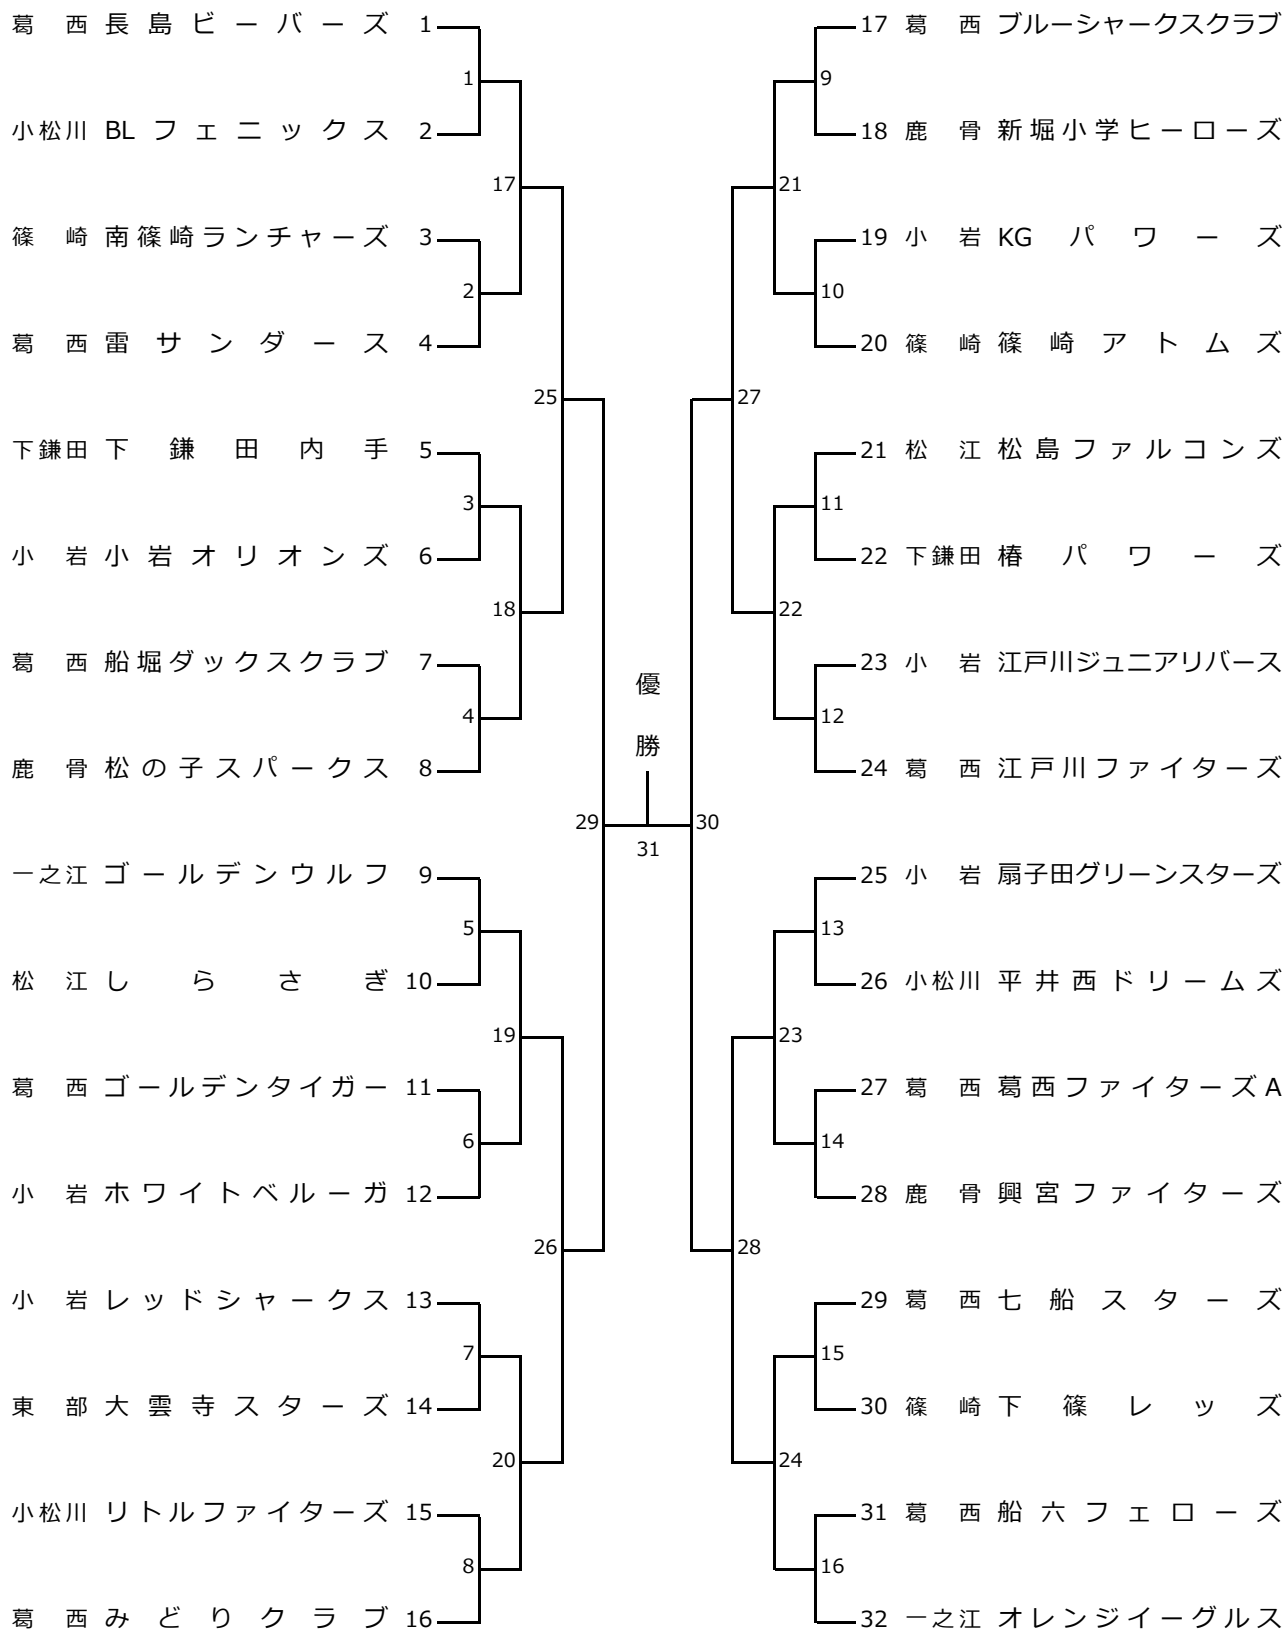 葛西 長島ビーバーズ 1
1
小松川 BLフェニックス 2
17
篠崎 南篠崎ランチャーズ 3
2
葛西 雷サンダース 4
25
下鎌田 下鎌田内手 5
3
小岩 小岩オリオンズ 6
18
葛西 船堀ダックスクラブ 7
4
鹿骨 松の子スパークス 8
29
一之江 ゴールデンウルフ 9
5
松江 しらさぎ 10
19
葛西 ゴールデンタイガー 11
6
小岩 ホワイトベルーガ 12
26
小岩 レッドシャークス 13
7
東部 大雲寺スターズ 14
20
小松川 リトルファイターズ 15
8
葛西 みどりクラブ 16
優
勝
31
17 葛西 ブルーシャークスクラブ
9
18 鹿骨 新堀小学ヒーローズ
21
19 小岩 KGパワーズ
10
20 篠崎 篠崎アトムズ
27
21 松江 松島ファルコンズ
11
22 下鎌田 椿パワーズ
22
23 小岩 江戸川ジュニアリバース
12
24 葛西 江戸川ファイターズ
30
25 小岩 扇子田グリーンスターズ
13
26 小松川 平井西ドリームズ
23
27 葛西 葛西ファイターズA
14
28 鹿骨 興宮ファイターズ
28
29 葛西 七船スターズ
15
30 篠崎 下篠レッズ
24
31 葛西 船六フェローズ
16
32 一之江 オレンジイーグルス